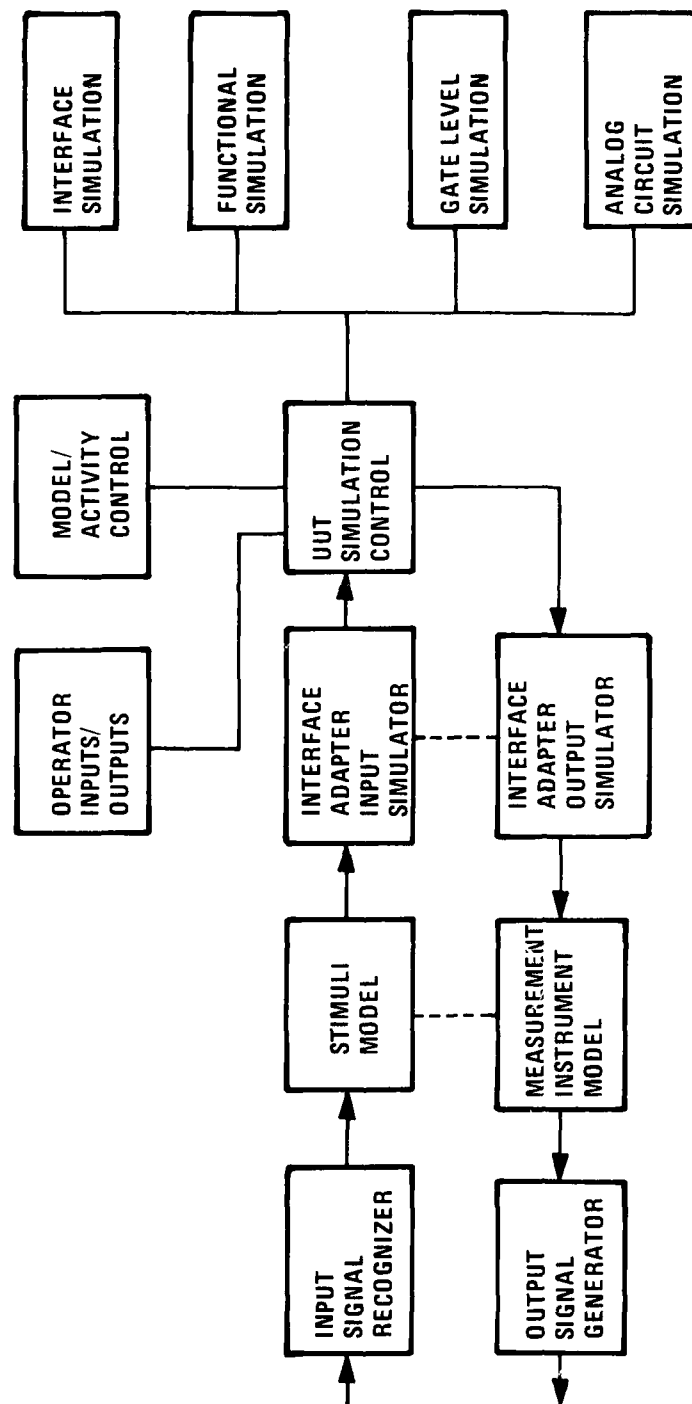 OPERATOR
INPUTS/
OUTPUTS
MODEL/
ACTIVITY
CONTROL
INTERFACE
SIMULATION
FUNCTIONAL
SIMULATION
GATE LEVEL
SIMULATION
ANALOG
CIRCUIT
SIMULATION
INPUT
SIGNAL
RECOGNIZER
STIMULI
MODEL
INTERFACE
ADAPTER
INPUT
SIMULATOR
UUT
SIMULATION
CONTROL
OUTPUT
SIGNAL
GENERATOR
MEASUREMENT
INSTRUMENT
MODEL
INTERFACE
ADAPTER
OUTPUT
SIMULATOR